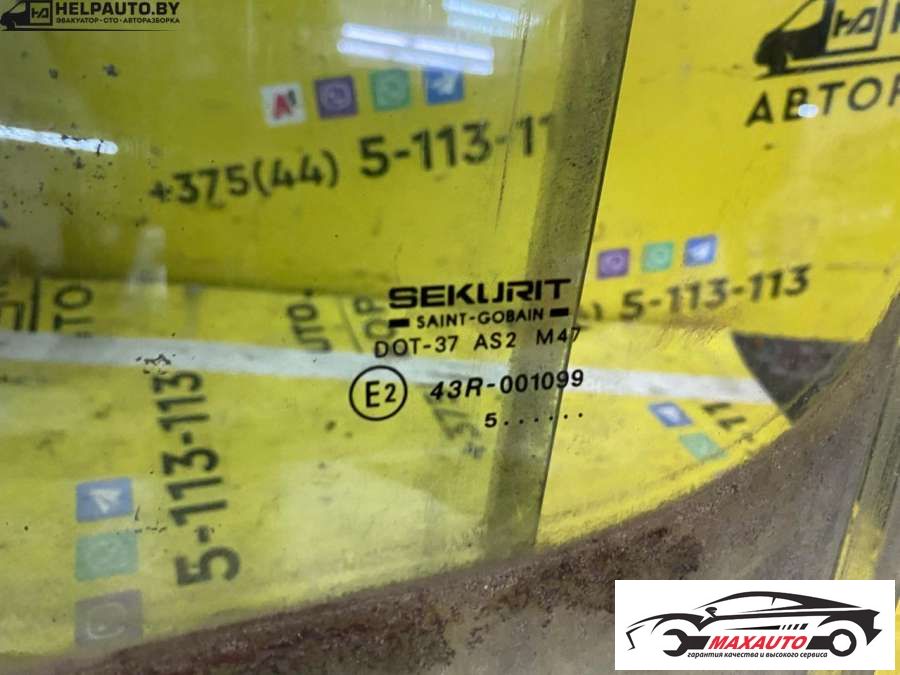 HELPAUTO.BY
ЭВАКУАТОР - СТО - АВТОРАЗБОРКА
+375(44) 5-113-11
5-113-113
SEKURIT
SAINT-GOBAIN
DOT-37 AS2 M47
E2 43R-001099
5......
5-113-113
MAXAUTO
гарантия качества и высокого сервиса